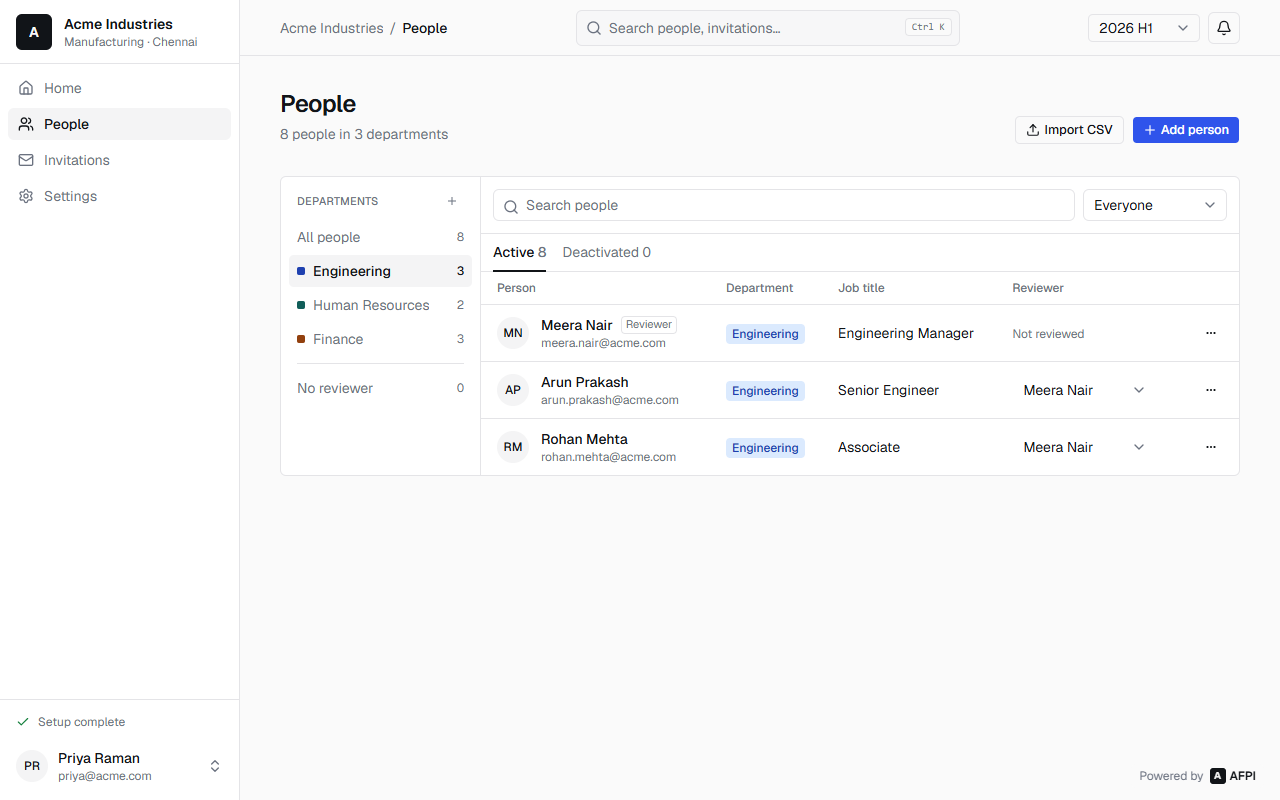 A
Acme Industries
Manufacturing · Chennai
Home
People
Invitations
Settings
Setup complete
PR
Priya Raman
priya@acme.com
Acme Industries / People
Search people, invitations...
Ctrl K
2026 H1
People
8 people in 3 departments
Import CSV
Add person
DEPARTMENTS
All people 8
Engineering 3
Human Resources 2
Finance 3
No reviewer 0
Search people
Everyone
Active 8 Deactivated 0
Person Department Job title Reviewer
MN Meera Nair Reviewer
meera.nair@acme.com
Engineering Engineering Manager Not reviewed
AP Arun Prakash
arun.prakash@acme.com
Engineering Senior Engineer Meera Nair
RM Rohan Mehta
rohan.mehta@acme.com
Engineering Associate Meera Nair
Powered by A AFPI